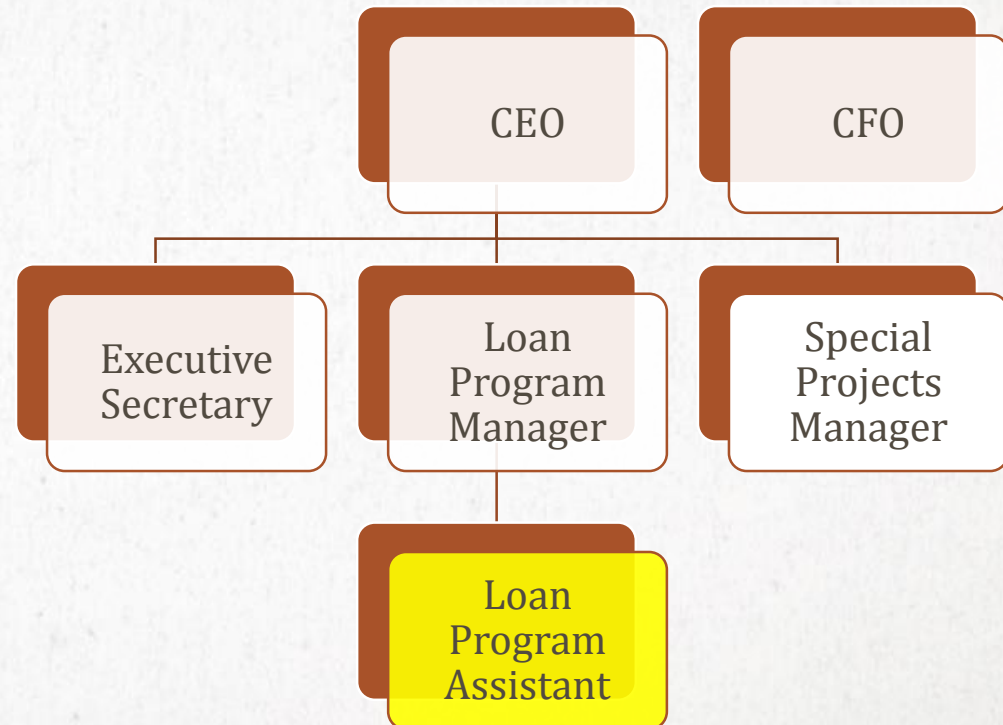 CEO
CFO
Executive
Secretary
Loan
Program
Manager
Special
Projects
Manager
Loan
Program
Assistant